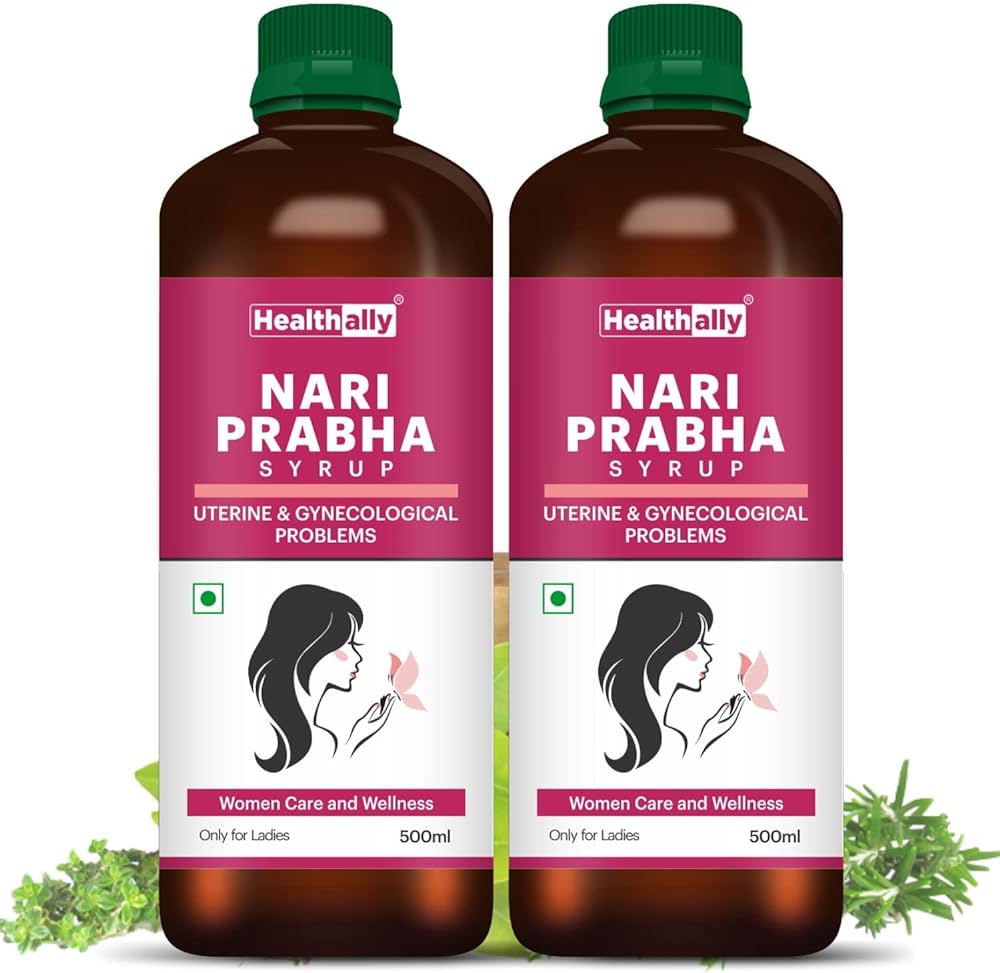 Healthally®
NARI
PRABHA
SYRUP
UTERINE & GYNECOLOGICAL
PROBLEMS
Women Care and Wellness
Only for Ladies 500ml
Healthally®
NARI
PRABHA
SYRUP
UTERINE & GYNECOLOGICAL
PROBLEMS
Women Care and Wellness
Only for Ladies 500ml